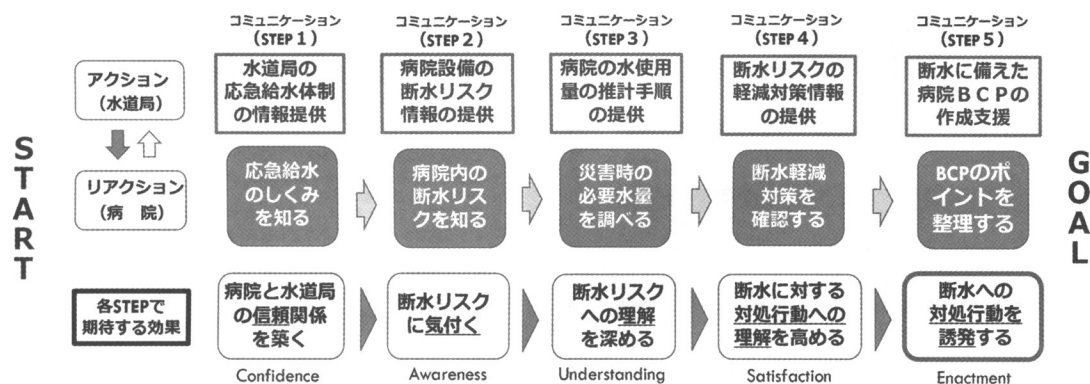 コミュニケーション
（STEP１）
コミュニケーション
（STEP２）
コミュニケーション
（STEP３）
コミュニケーション
（STEP４）
コミュニケーション
（STEP５）
アクション
（水道局）
水道局の
応急給水体制
の情報提供
病院設備の
断水リスク
情報の提供
病院の水使用
量の推計手順
の提供
断水リスクの
軽減対策情報
の提供
断水に備えた
病院ＢＣＰの
作成支援
START
リアクション
（病　院）
応急給水
のしくみ
を知る
病院内の
断水リス
クを知る
災害時の
必要水量
を調べる
断水軽減
対策を
確認する
BCPのポ
イントを
整理する
GOAL
各STEPで
期待する効果
病院と水道局
の信頼関係
を築く
断水リスク
に気付く
断水リスク
への理解
を深める
断水に対する
対処行動への
理解を高める
断水への
対処行動を
誘発する
Confidence
Awareness
Understanding
Satisfaction
Enactment